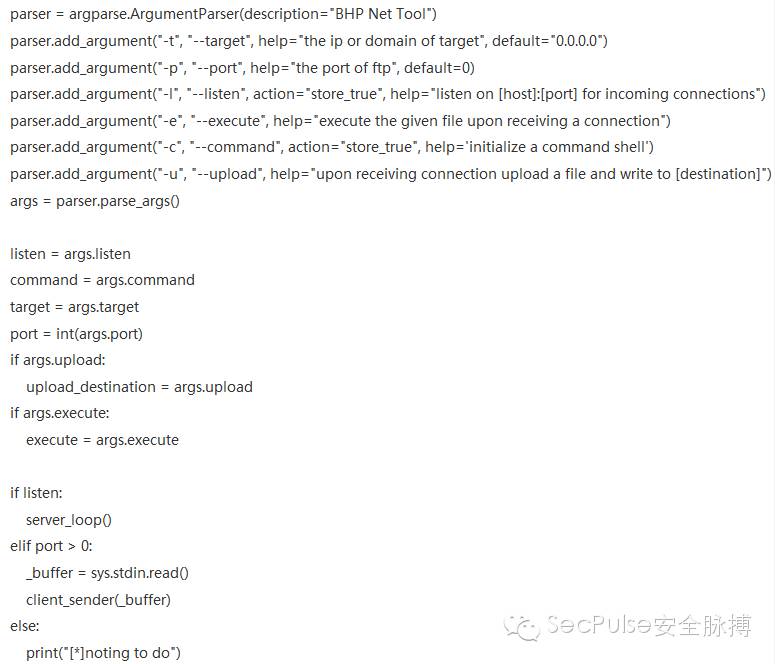 parser = argparse.ArgumentParser(description="BHP Net Tool")
parser.add_argument("-t", "--target", help="the ip or domain of target", default="0.0.0.0")
parser.add_argument("-p", "--port", help="the port of ftp", default=0)
parser.add_argument("-l", "--listen", action="store_true", help="listen on [host]:[port] for incoming connections")
parser.add_argument("-e", "--execute", help="execute the given file upon receiving a connection")
parser.add_argument("-c", "--command", action="store_true", help='initialize a command shell')
parser.add_argument("-u", "--upload", help="upon receiving connection upload a file and write to [destination]")
args = parser.parse_args()

listen = args.listen
command = args.command
target = args.target
port = int(args.port)
if args.upload:
    upload_destination = args.upload
if args.execute:
    execute = args.execute

if listen:
    server_loop()
elif port > 0:
    _buffer = sys.stdin.read()
    client_sender(_buffer)
else:
    print("[*]noting to do")
SecPulse安全脉搏